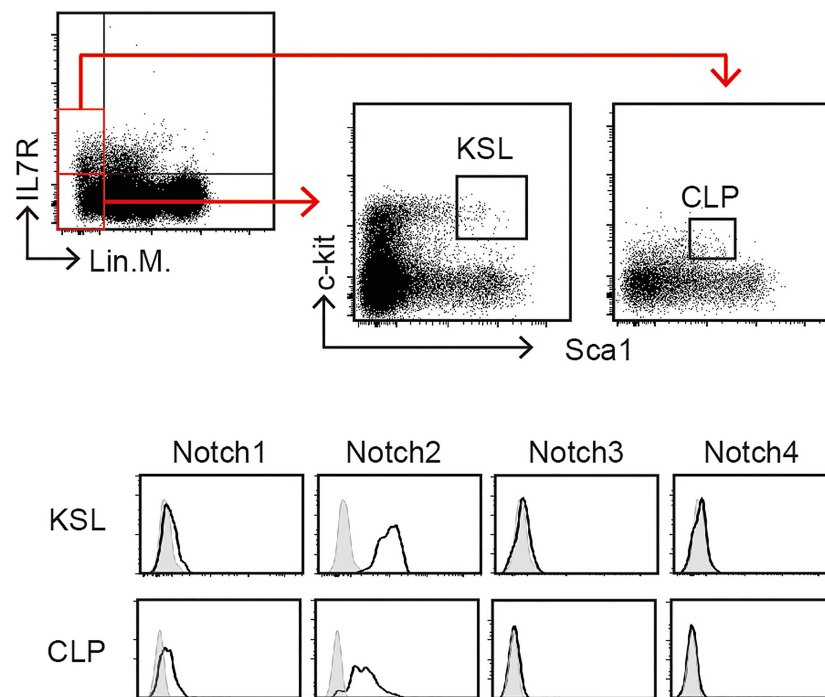 IL7R
Lin.M.
KSL
CLP
c-kit
Sca1
Notch1 Notch2 Notch3 Notch4
KSL
CLP